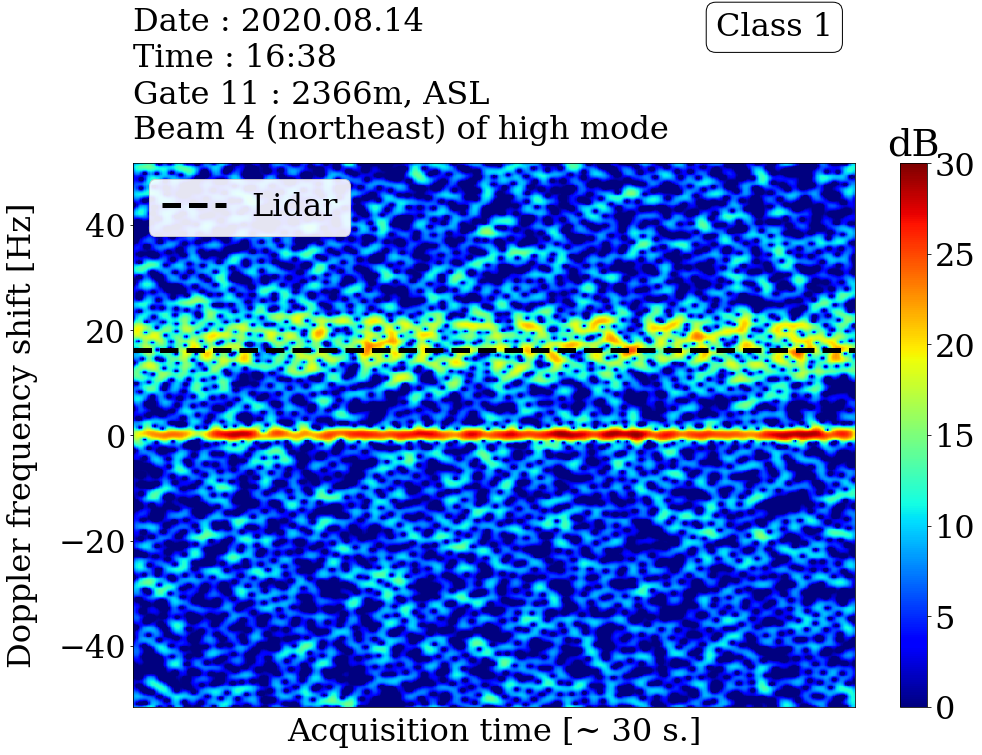 Date : 2020.08.14
Time : 16:38
Gate 11 : 2366m, ASL
Beam 4 (northeast) of high mode
Class 1
dB
Lidar
Doppler frequency shift [Hz]
40
20
0
−20
−40
Acquisition time [~ 30 s.]
30
25
20
15
10
5
0